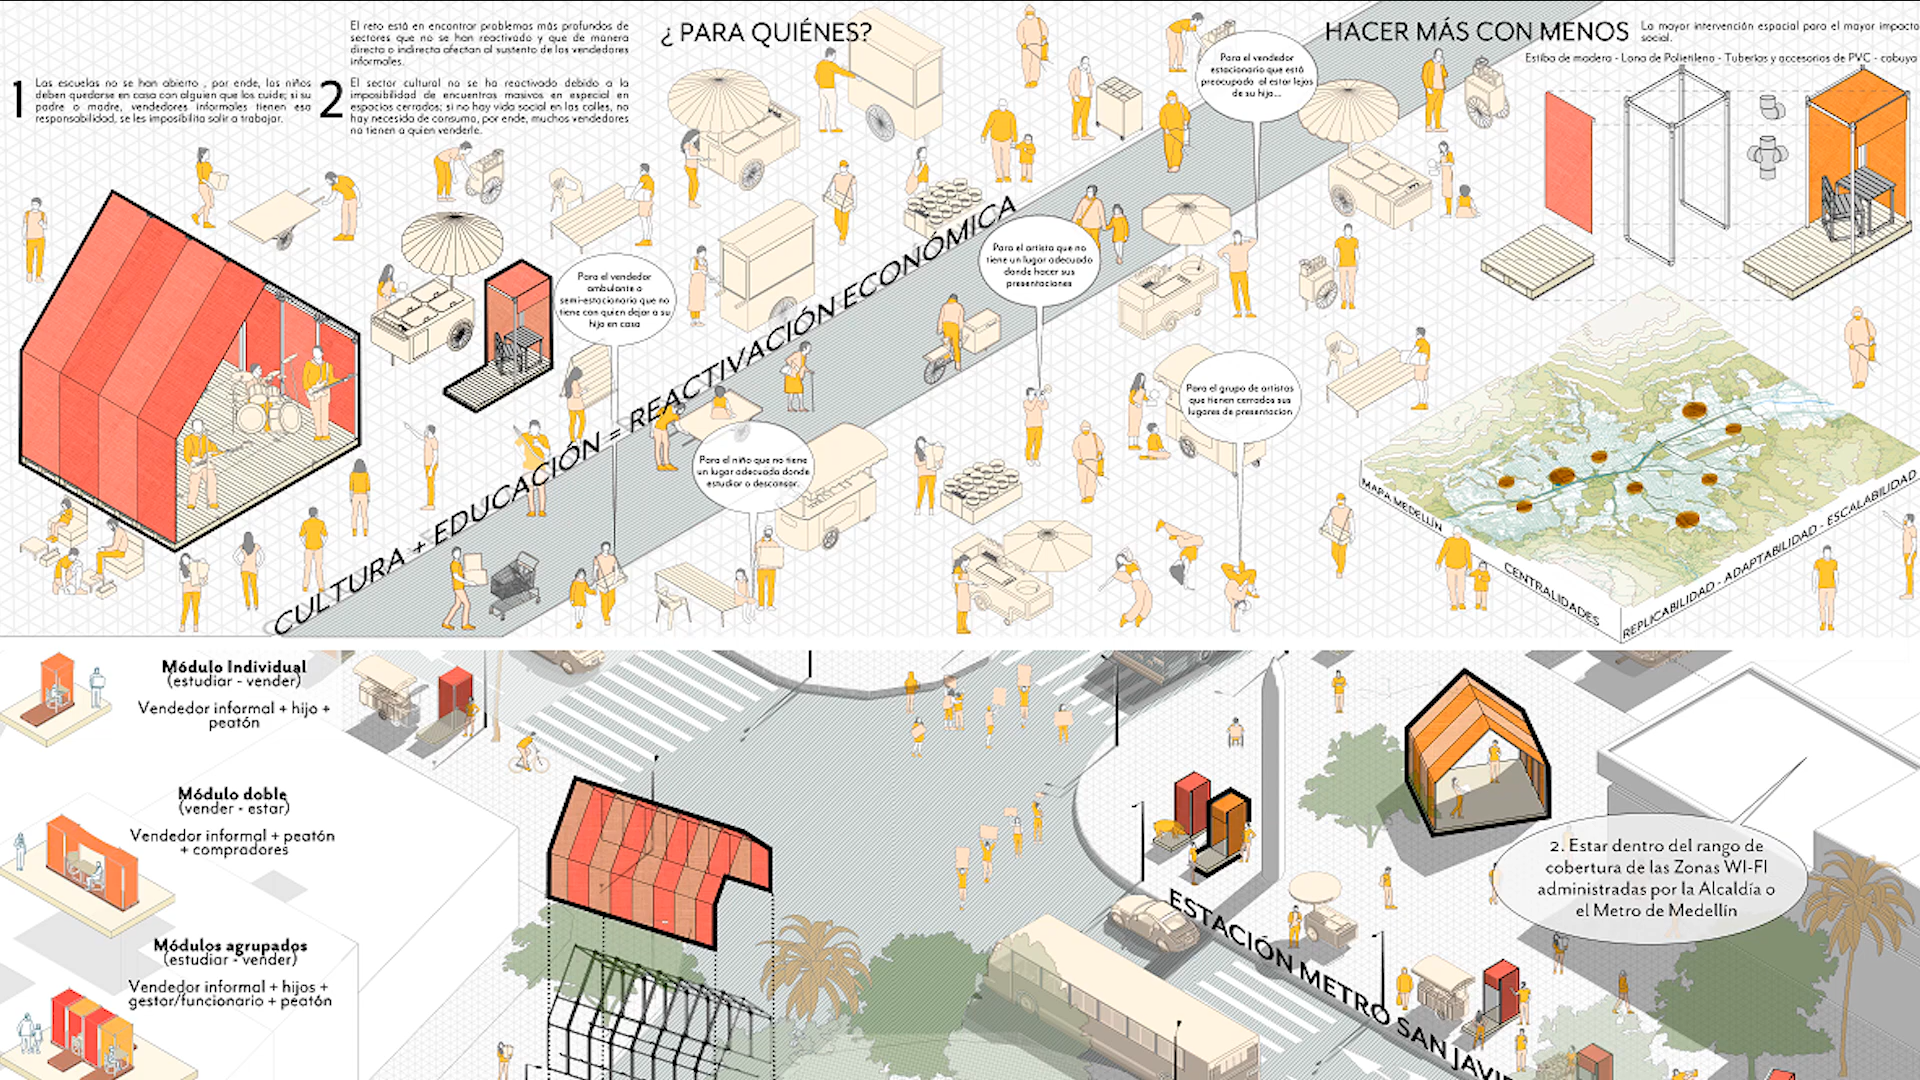 El reto está en encontrar problemas más profundos de
sectores que no se han reactivado y que de manera
directa o indirecta afectan al sustento de los vendedores
informales.
1
Las escuelas no se han abierto , por ende, los niños
deben quedarse en casa con alguien que los cuide; si su
padre o madre, vendedores informales tienen esa
responsabilidad, se les imposibilita salir a trabajar.
2
El sector cultural no se ha reactivado debido a la
imposibilidad de encuentros masivos en especial en
espacios cerrados; si no hay vida social en las calles, no
hay necesida de consumo, por ende, muchos vendedores
no tienen a quien venderle.
¿ PARA QUIÉNES?
Para el vendedor
estacionario que está
preocupado al estar lejos
de su hijo...
HACER MÁS CON MENOS
La mayor intervención espacial para el mayor impacto
social.
Estiba de madera - Lona de Polietileno - Tuberías y accesorios de PVC - cabuya
Para el vendedor
ambulante o
semi-estacionario que no
tiene con quien dejar a su
hijo en casa
Para el artista que no
tiene un lugar adecuado
donde hacer sus
presentaciones
Para el grupo de artistas
que tienen cerrados sus
lugares de presentacion
Para el niño que no tiene
un lugar adecuado donde
estudiar o descansar.
CULTURA + EDUCACIÓN = REACTIVACIÓN ECONÓMICA
MAPA MEDELLÍN
CENTRALIDADES
REPLICABILIDAD - ADAPTABILIDAD - ESCALABILIDAD
Módulo Individual
(estudiar - vender)
Vendedor informal + hijo +
peatón
Módulo doble
(vender - estar)
Vendedor informal + peatón
+ compradores
Módulos agrupados
(estudiar - vender)
Vendedor informal + hijos +
gestor/funcionario + peatón
2. Estar dentro del rango de
cobertura de las Zonas WI-FI
administradas por la Alcaldía o
el Metro de Medellín
ESTACIÓN METRO SAN JAVI